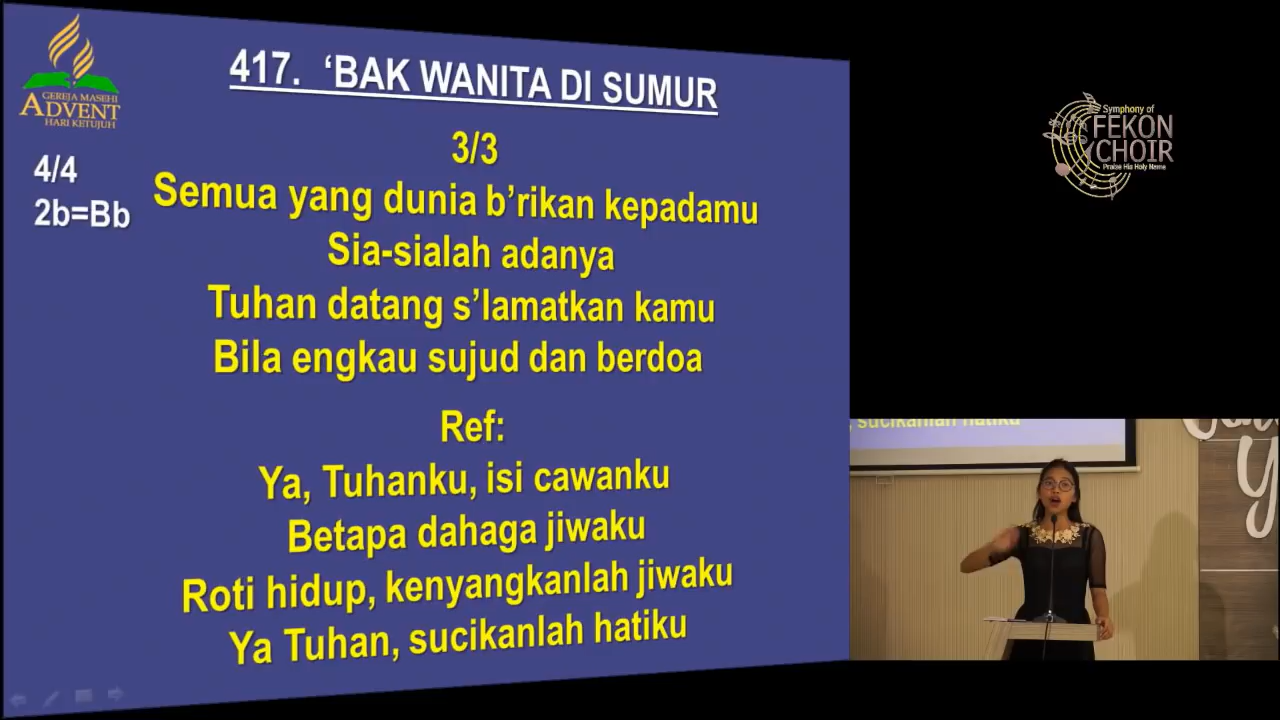 GEREJA MASEHI
ADVENT
HARI KETUJUH
417. ‘BAK WANITA DI SUMUR
4/4
2b=Bb
3/3
Semua yang dunia b’rikan kepadamu
Sia-sialah adanya
Tuhan datang s’lamatkan kamu
Bila engkau sujud dan berdoa
Ref:
Ya, Tuhanku, isi cawanku
Betapa dahaga jiwaku
Roti hidup, kenyangkanlah jiwaku
Ya Tuhan, sucikanlah hatiku
Symphony of
FEKON
CHOIR
Praise His Holy Name
, sucikanlah hatiku